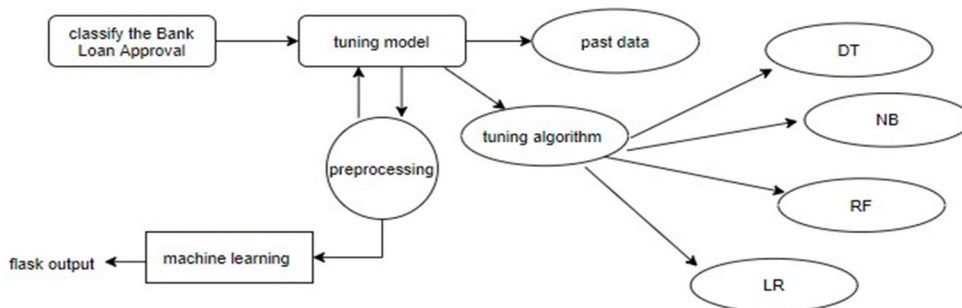 classify the Bank
Loan Approval
tuning model
past data
DT
NB
tuning algorithm
preprocessing
RF
machine learning
flask output
LR